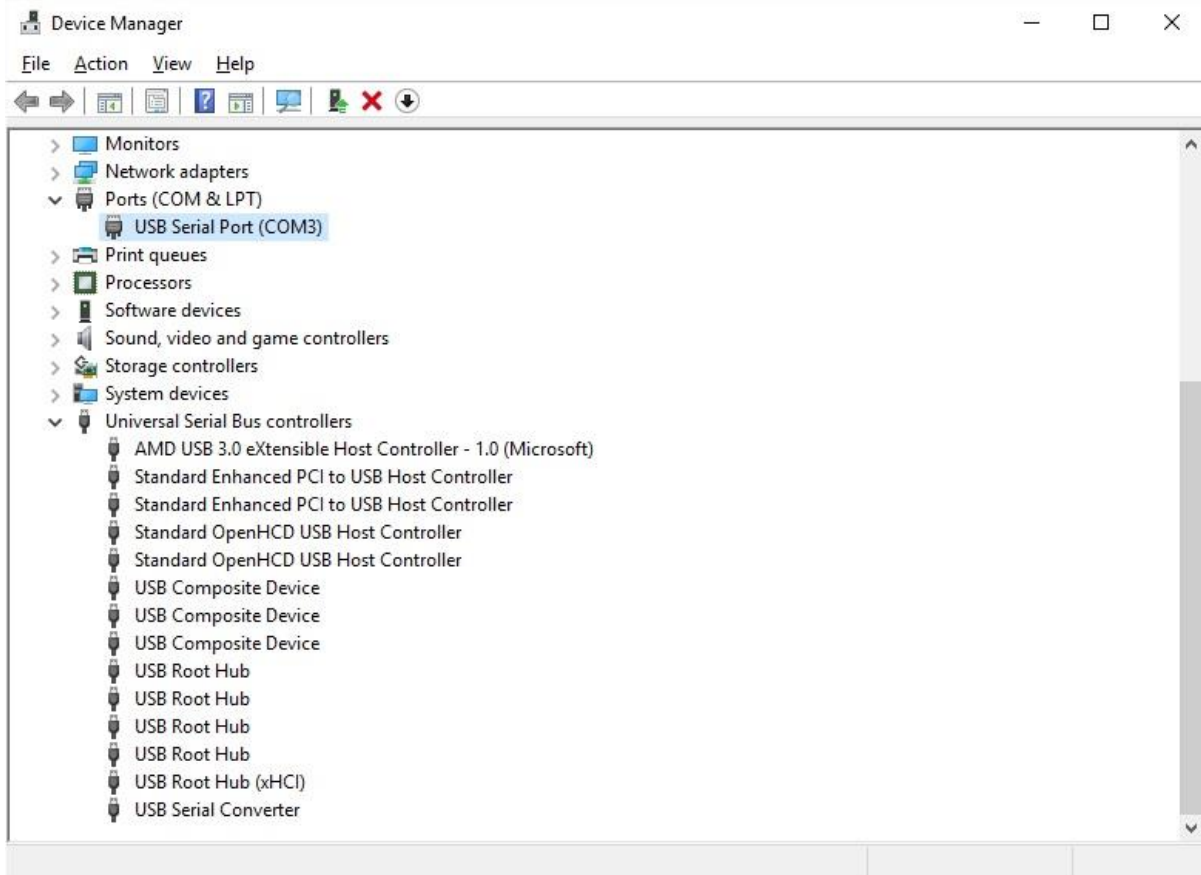 Device Manager
File Action View Help
Monitors
Network adapters
Ports (COM & LPT)
USB Serial Port (COM3)
Print queues
Processors
Software devices
Sound, video and game controllers
Storage controllers
System devices
Universal Serial Bus controllers
AMD USB 3.0 eXtensible Host Controller - 1.0 (Microsoft)
Standard Enhanced PCI to USB Host Controller
Standard Enhanced PCI to USB Host Controller
Standard OpenHCD USB Host Controller
Standard OpenHCD USB Host Controller
USB Composite Device
USB Composite Device
USB Composite Device
USB Root Hub
USB Root Hub
USB Root Hub
USB Root Hub
USB Root Hub (xHCI)
USB Serial Converter